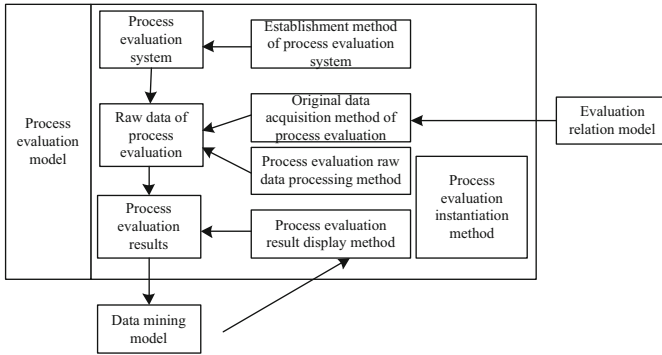 Process
evaluation
system
Establishment method
of process evaluation
system
Process
evaluation
model
Raw data of
process
evaluation
Original data
acquisition method of
process evaluation
Evaluation
relation model
Process evaluation raw
data processing method
Process
evaluation
instantiation
method
Process
evaluation
results
Process evaluation
result display method
Data mining
model